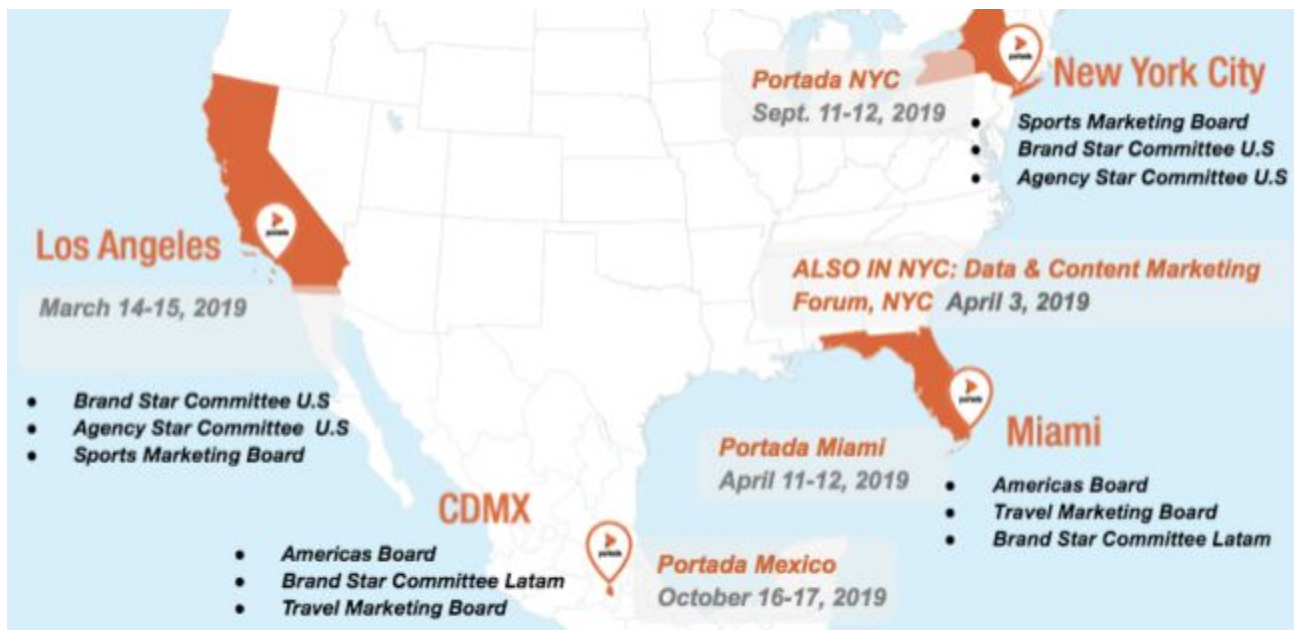 Portada NYC
Sept. 11-12, 2019
portada
New York City
● Sports Marketing Board
● Brand Star Committee U.S
● Agency Star Committee U.S
portada
Los Angeles
March 14-15, 2019
● Brand Star Committee U.S
● Agency Star Committee U.S
● Sports Marketing Board
ALSO IN NYC: Data & Content Marketing
Forum, NYC April 3, 2019
portada
Miami
Portada Miami
April 11-12, 2019
● Americas Board
● Travel Marketing Board
● Brand Star Committee Latam
CDMX
● Americas Board
● Brand Star Committee Latam
● Travel Marketing Board
portada
Portada Mexico
October 16-17, 2019